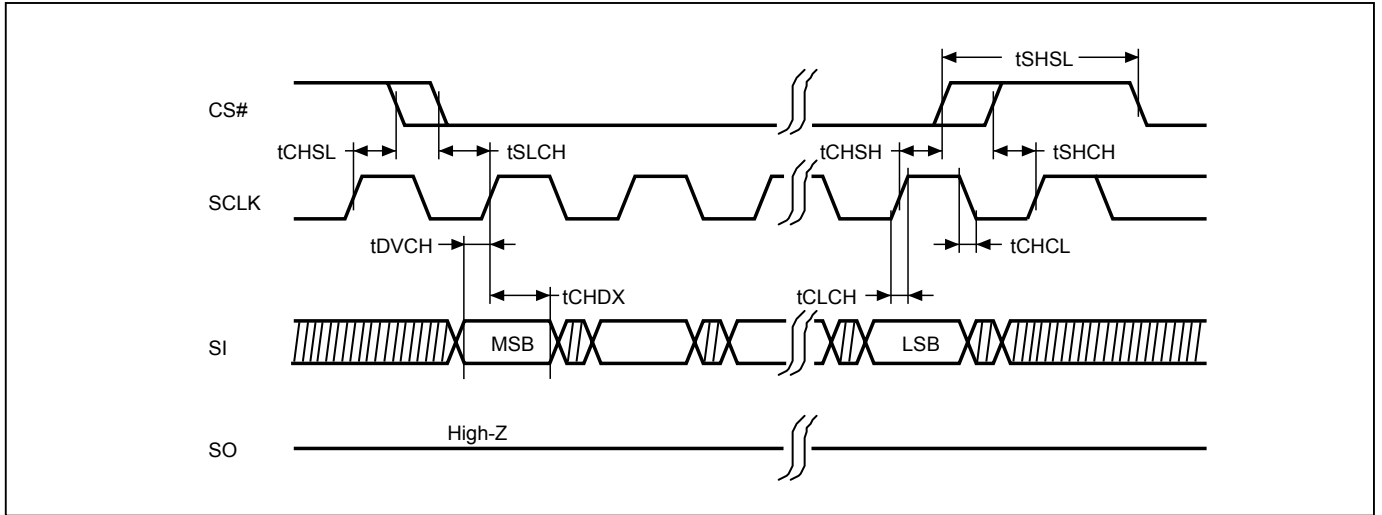 tSHSL
CS#
tCHSL
tSLCH
tCHSH
tSHCH
SCLK
tDVCH
tCHCL
tCHDX
tCLCH
SI
MSB
LSB
High-Z
SO